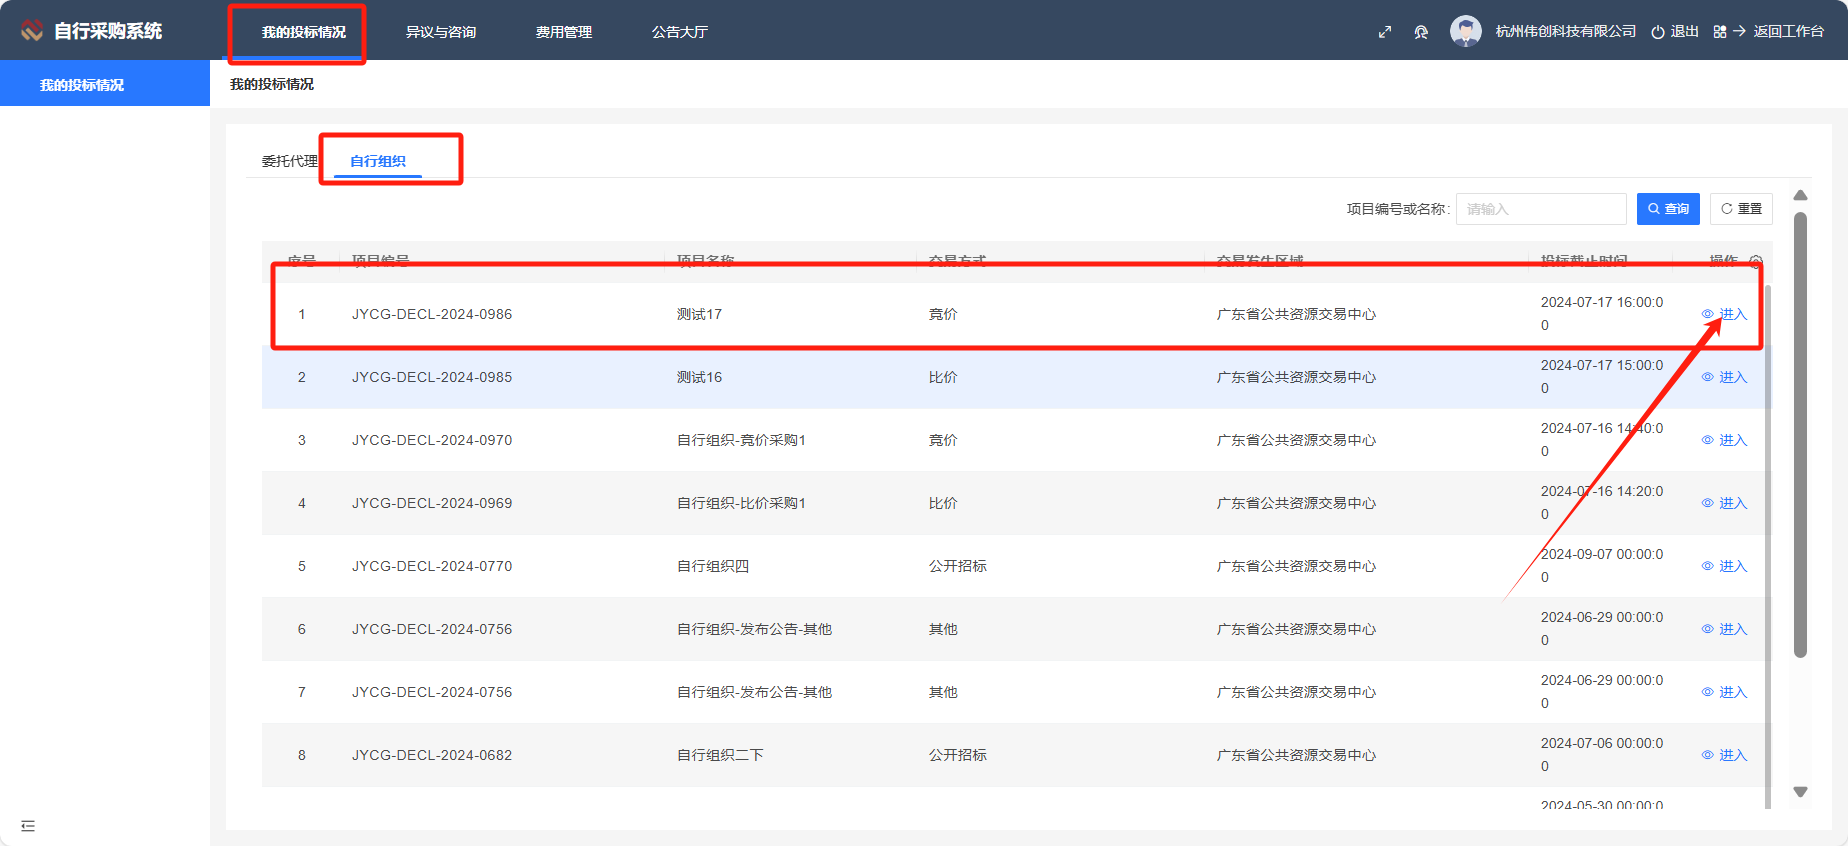 自行采购系统 我的投标情况 异议与咨询 费用管理 公告大厅 杭州伟创科技有限公司 退出 返回工作台
我的投标情况
我的投标情况
委托代理 自行组织
项目编号或名称: 请输入 查询 重置
序号 项目编号 项目名称 交易方式 交易发生区域 投标截止时间 操作
1 JYCG-DECL-2024-0986 测试17 竞价 广东省公共资源交易中心 2024-07-17 16:00:0
0 进入
2 JYCG-DECL-2024-0985 测试16 比价 广东省公共资源交易中心 2024-07-17 15:00:0
0 进入
3 JYCG-DECL-2024-0970 自行组织-竞价采购1 竞价 广东省公共资源交易中心 2024-07-16 14:40:0
0 进入
4 JYCG-DECL-2024-0969 自行组织-比价采购1 比价 广东省公共资源交易中心 2024-07-16 14:20:0
0 进入
5 JYCG-DECL-2024-0770 自行组织四 公开招标 广东省公共资源交易中心 2024-09-07 00:00:0
0 进入
6 JYCG-DECL-2024-0756 自行组织-发布公告-其他 其他 广东省公共资源交易中心 2024-06-29 00:00:0
0 进入
7 JYCG-DECL-2024-0756 自行组织-发布公告-其他 其他 广东省公共资源交易中心 2024-06-29 00:00:0
0 进入
8 JYCG-DECL-2024-0682 自行组织二下 公开招标 广东省公共资源交易中心 2024-07-06 00:00:0
0 进入
2024-05-30 00:00:0